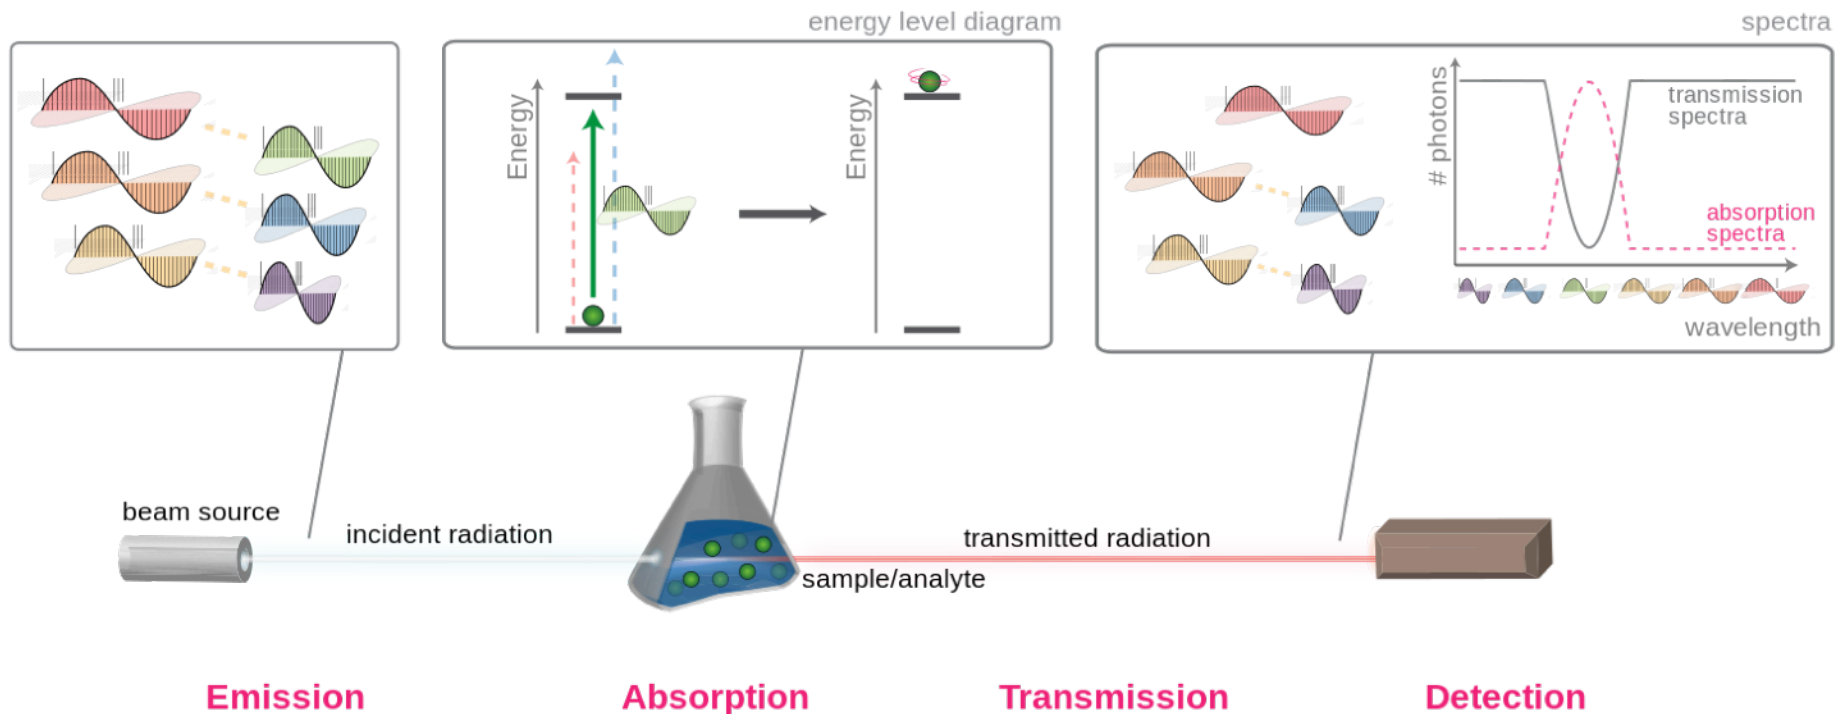 energy level diagram
spectra
Energy
Energy
# photons
transmission
spectra
absorption
spectra
wavelength
beam source
incident radiation
transmitted radiation
sample/analyte
Emission
Absorption
Transmission
Detection